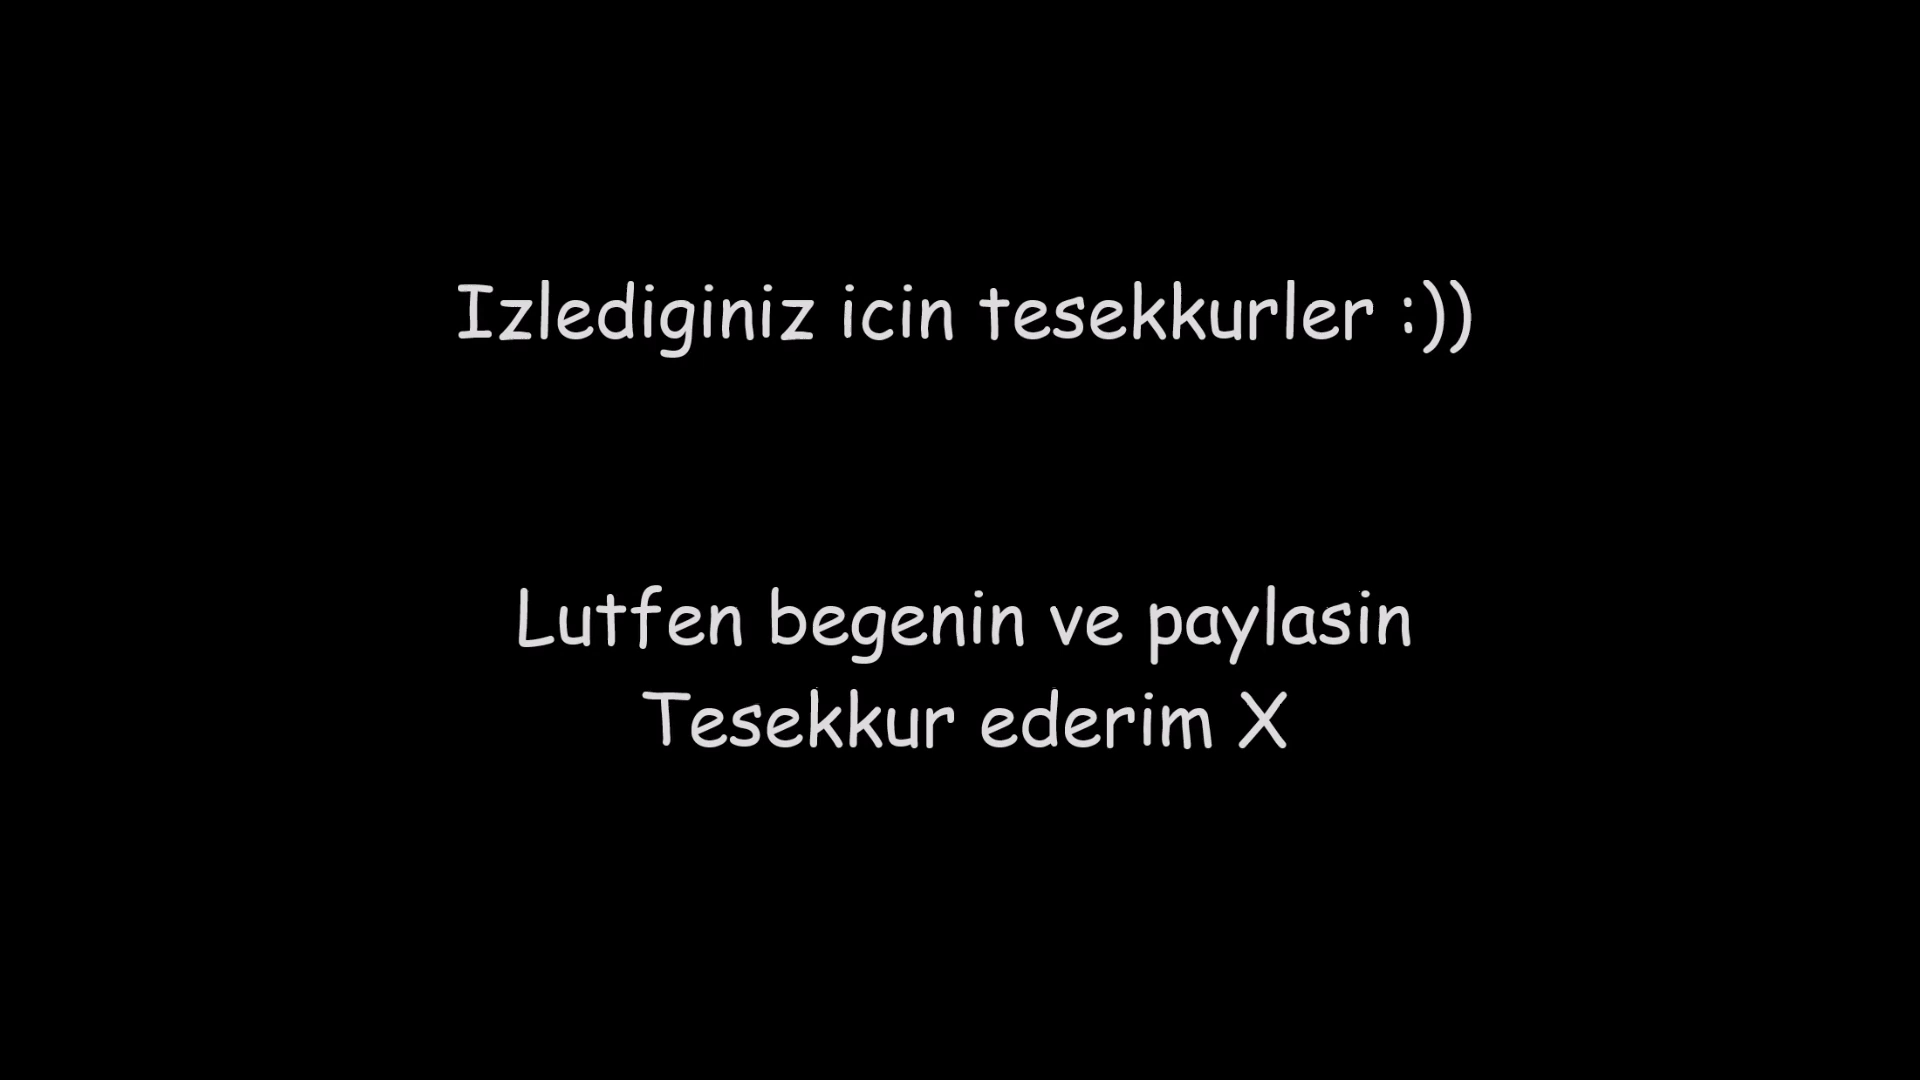 Izlediginiz icin tesekkurler :))
Lutfen begenin ve paylasin
Tesekkur ederim X